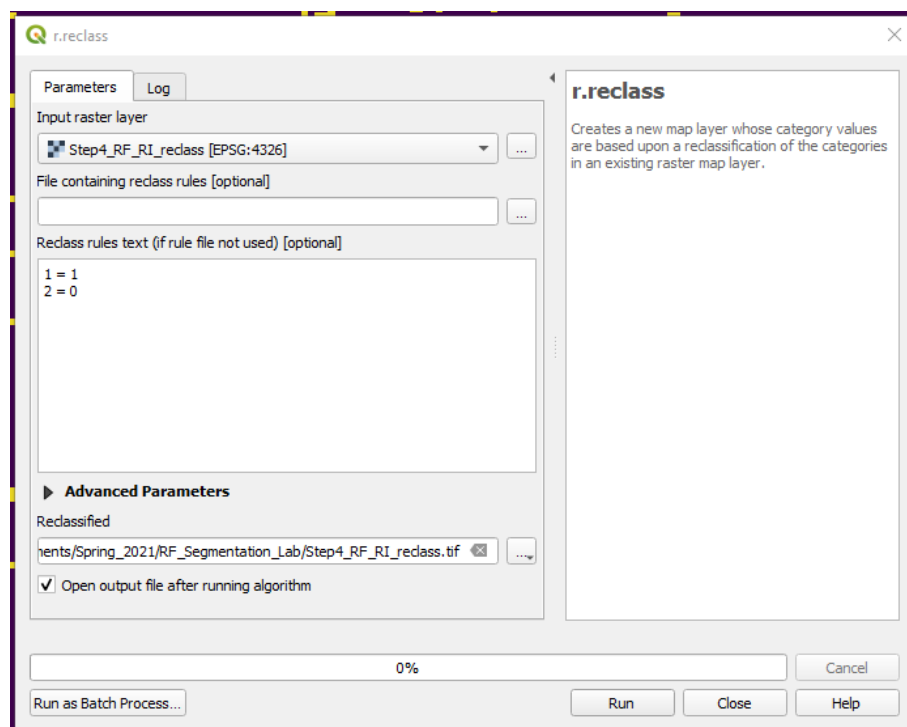 r.reclass
Parameters
Log
Input raster layer
Step4_RF_RI_reclass [EPSG:4326]
...
File containing reclass rules [optional]
...
Reclass rules text (if rule file not used) [optional]
1 = 1
2 = 0
Advanced Parameters
Reclassified
nents/Spring_2021/RF_Segmentation_Lab/Step4_RF_RI_reclass.tif
...
Open output file after running algorithm
r.reclass
Creates a new map layer whose category values
are based upon a reclassification of the categories
in an existing raster map layer.
0%
Cancel
Run as Batch Process...
Run
Close
Help